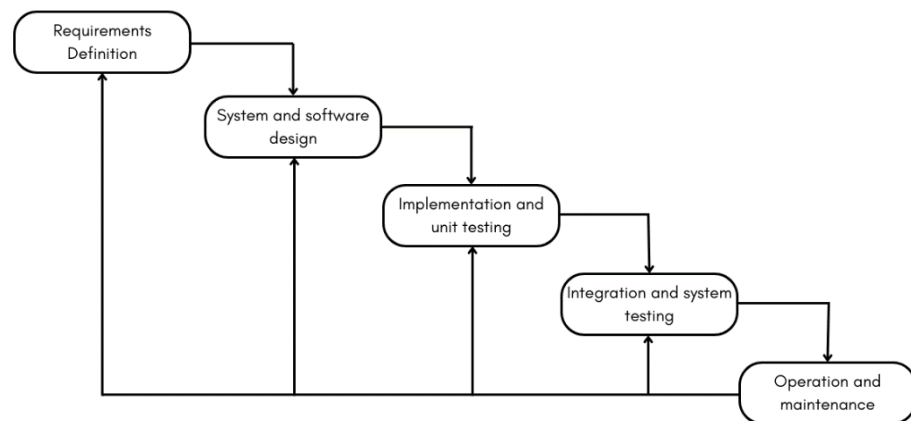 Requirements
Definition
System and software
design
Implementation and
unit testing
Integration and system
testing
Operation and
maintenance